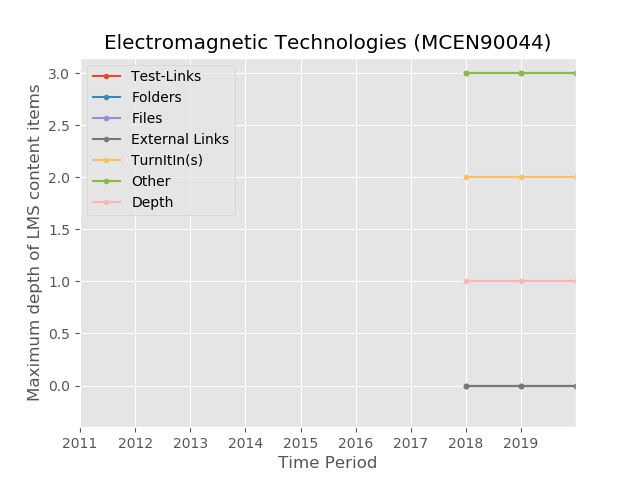 Electromagnetic Technologies (MCEN90044)
Maximum depth of LMS content items
3.0
2.5
2.0
1.5
1.0
0.5
0.0
Test-Links
Folders
Files
External Links
TurnItIn(s)
Other
Depth
2011 2012 2013 2014 2015 2016 2017 2018 2019
Time Period